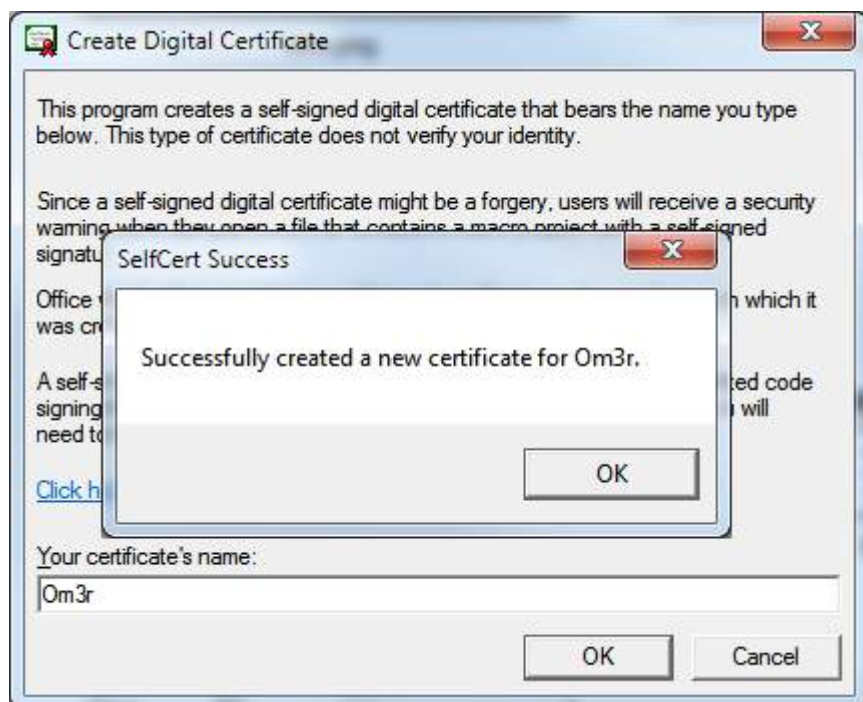 Create Digital Certificate
This program creates a self-signed digital certificate that bears the name you type
below. This type of certificate does not verify your identity.
Since a self-signed digital certificate might be a forgery, users will receive a security
warning when they open a file that contains a macro project with a self-signed
SelfCert Success
Office
which it
was
Successfully created a new certificate for Om3r.
A
code
signing
will
need
OK
Click
Your certificate's name:
Om3r
OK
Cancel